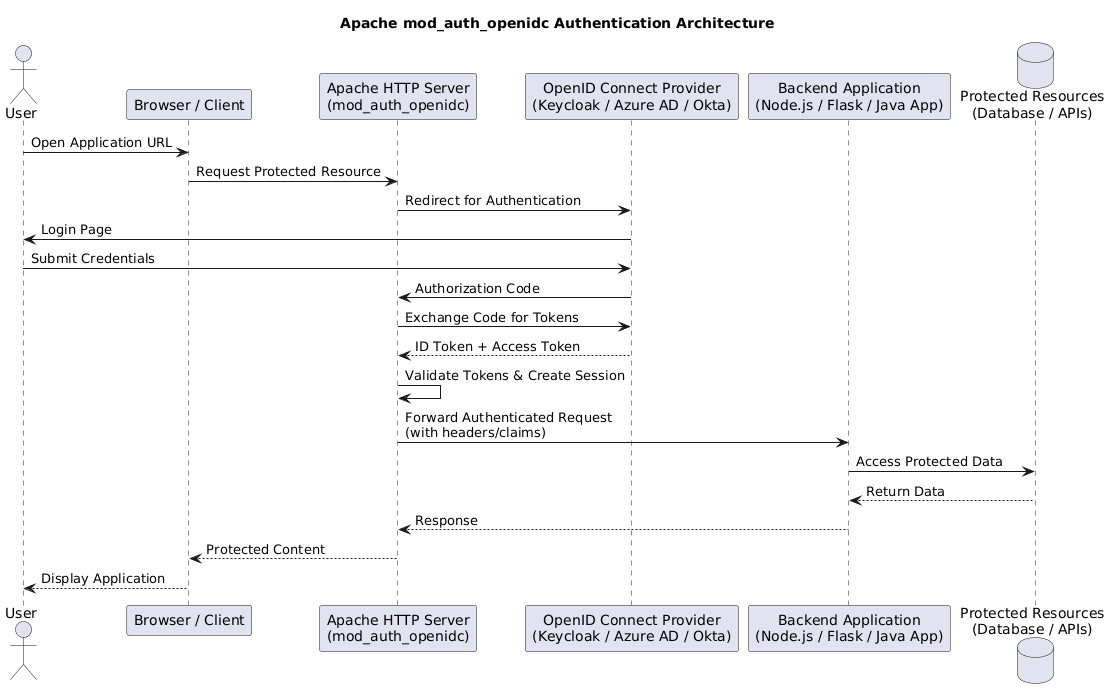 Apache mod_auth_openidc Authentication Architecture
User
Browser / Client
Apache HTTP Server
(mod_auth_openidc)
OpenID Connect Provider
(Keycloak / Azure AD / Okta)
Backend Application
(Node.js / Flask / Java App)
Protected Resources
(Database / APIs)
Open Application URL
Request Protected Resource
Redirect for Authentication
Login Page
Submit Credentials
Authorization Code
Exchange Code for Tokens
ID Token + Access Token
Validate Tokens & Create Session
Forward Authenticated Request
(with headers/claims)
Access Protected Data
Return Data
Response
Protected Content
Display Application
User
Browser / Client
Apache HTTP Server
(mod_auth_openidc)
OpenID Connect Provider
(Keycloak / Azure AD / Okta)
Backend Application
(Node.js / Flask / Java App)
Protected Resources
(Database / APIs)